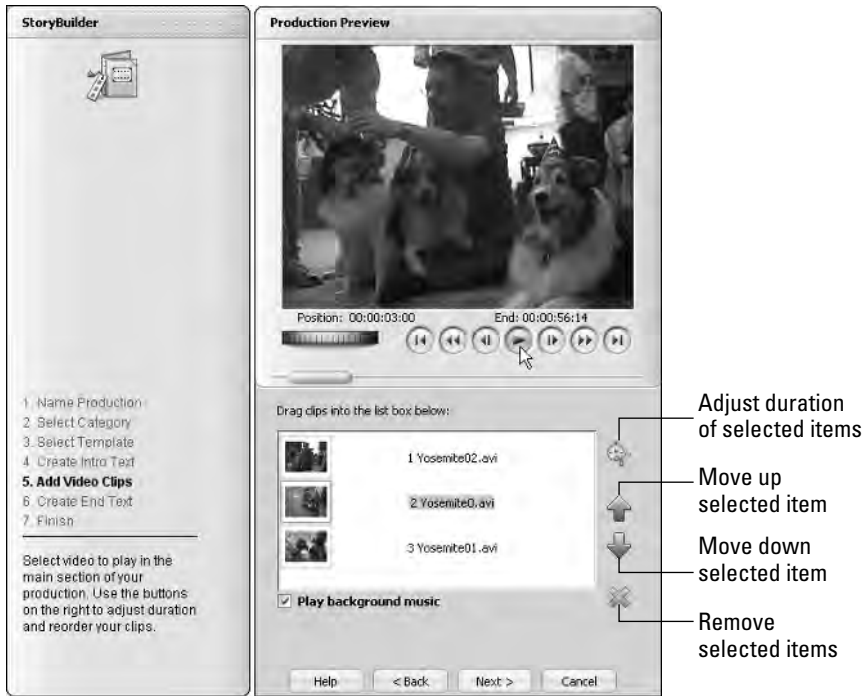 StoryBuilder
1. Name Production
2. Select Category
3. Select Template
4. Create Intro Text
5. Add Video Clips
6. Create End Text
7. Finish
Select video to play in the
main section of your
production. Use the buttons
on the right to adjust duration
and reorder your clips.
Production Preview
Position: 00:00:03:00
End: 00:00:56:14
Drag clips into the list box below:
1 Yosemite02.avi
2 Yosemite0.avi
3 Yosemite01.avi
Play background music
Help
< Back
Next >
Cancel
Adjust duration
of selected items
Move up
selected item
Move down
selected item
Remove
selected items